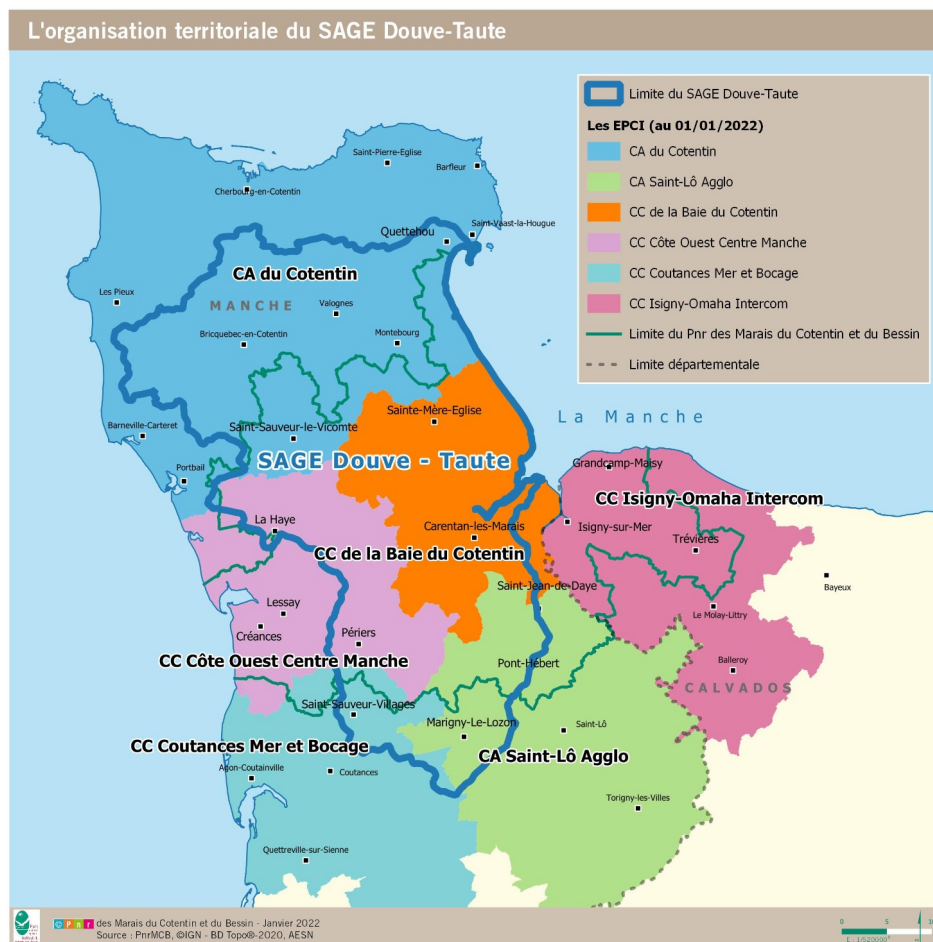 L'organisation territoriale du SAGE Douve-Taute
Limite du SAGE Douve-Taute
Les EPCI (au 01/01/2022)
CA du Cotentin
CA Saint-Lô Agglo
CC de la Baie du Cotentin
CC Côte Ouest Centre Manche
CC Coutances Mer et Bocage
CC Isigny-Omaha Intercom
Limite du Pnr des Marais du Cotentin et du Bessin
Limite départementale
Saint-Pierre-Eglise
Barfleur
Cherbourg-en-Cotentin
Saint-Vaast-la-Hougue
Quettehou
CA du Cotentin
Les Pieux
MANCHE
Valognes
Bricquebec-en-Cotentin
Montebourg
Sainte-Mère-Eglise
La Manche
Barneville-Carteret
Saint-Sauveur-le-Vicomte
SAGE Douve - Taute
Grandcamp-Maisy
Portbail
CC Isigny-Omaha Intercom
La Haye
Carentan-les-Marais
Isigny-sur-Mer
Trévières
CC de la Baie du Cotentin
Saint-Jean-de-Daye
Bayeux
Lessay
Le Molay-Littry
Créances
Périers
CC Côte Ouest Centre Manche
Pont-Hébert
Balleroy
CALVADOS
Saint-Sauveur-Villages
Marigny-Le-Lozon
Saint-Lô
CC Coutances Mer et Bocage
CA Saint-Lô Agglo
Agon-Coutainville
Coutances
Torigny-les-Villes
Quettreville-sur-Sienne
Pnr des Marais du Cotentin et du Bessin - Janvier 2022
Source : PnrMCB, ©IGN - BD Topo®-2020, AESN
0 5